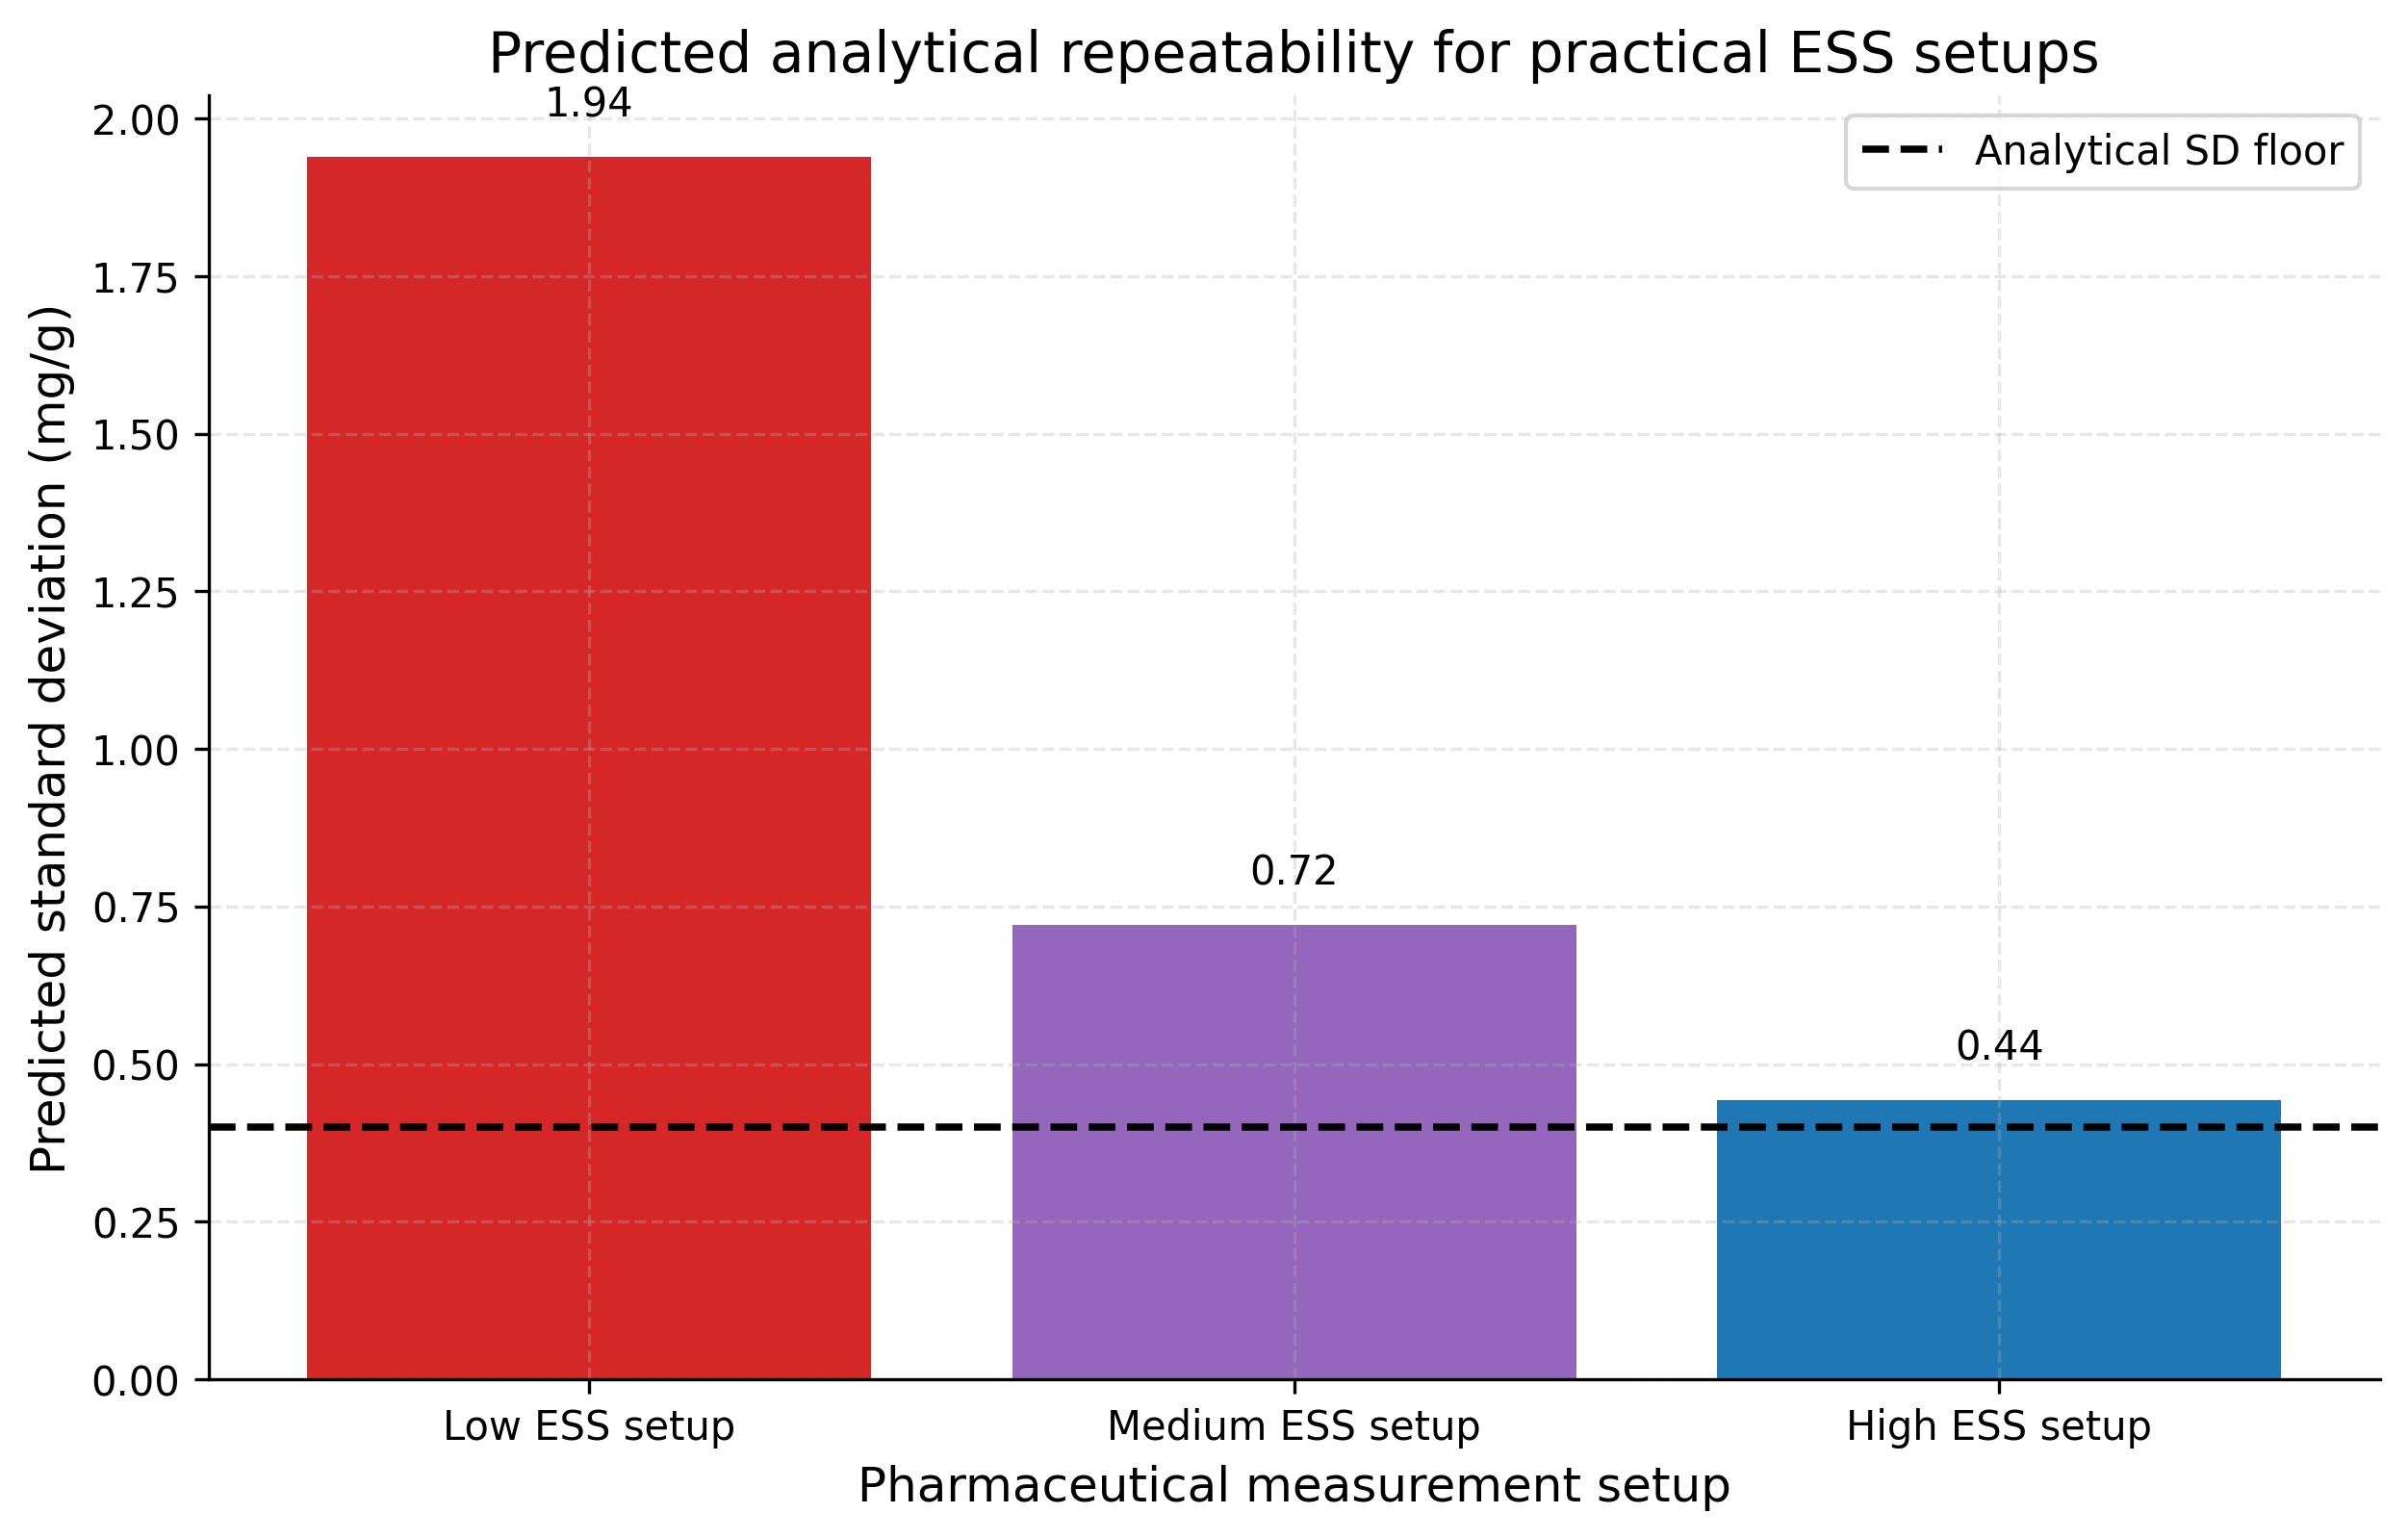 Predicted analytical repeatability for practical ESS setups
Analytical SD floor
Predicted standard deviation (mg/g)
2.00
1.75
1.50
1.25
1.00
0.75
0.50
0.25
0.00
1.94
0.72
0.44
Low ESS setup
Medium ESS setup
High ESS setup
Pharmaceutical measurement setup